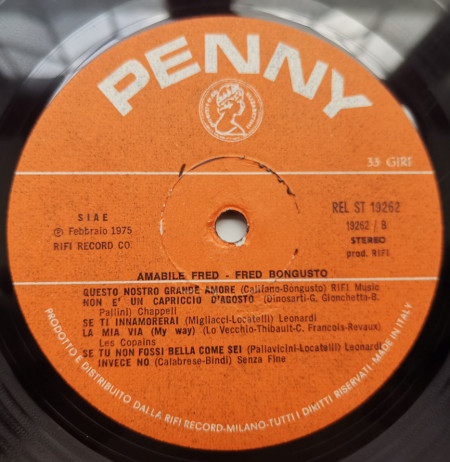 PENNY
33 GIRI
SIAE
℗ Febbraio 1975
RIFI RECORD CO
REL ST 19262
19262 / B
STEREO
prod. RIFI
AMABILE FRED - FRED BONGUSTO
QUESTO NOSTRO GRANDE AMORE (Califano-Bongusto) RIFI Music
NON E' UN CAPRICCIO D'AGOSTO (Dinosarti-G. Gionchetta-B.
Pallini) Chappell
SE TI INNAMORERAI (Migliacci-Locatelli) Leonardi
LA MIA VIA (My way) (Lo Vecchio-Thibault-C. Francois-Revaux)
Les Copains
SE TU NON FOSSI BELLA COME SEI (Pallavicini-Locatelli) Leonardi
INVECE NO (Calabrese-Bindi) Senza Fine
PRODOTTO E DISTRIBUITO DALLA RIFI RECORD-MILANO-TUTTI I DIRITTI RISERVATI-MADE IN ITALY